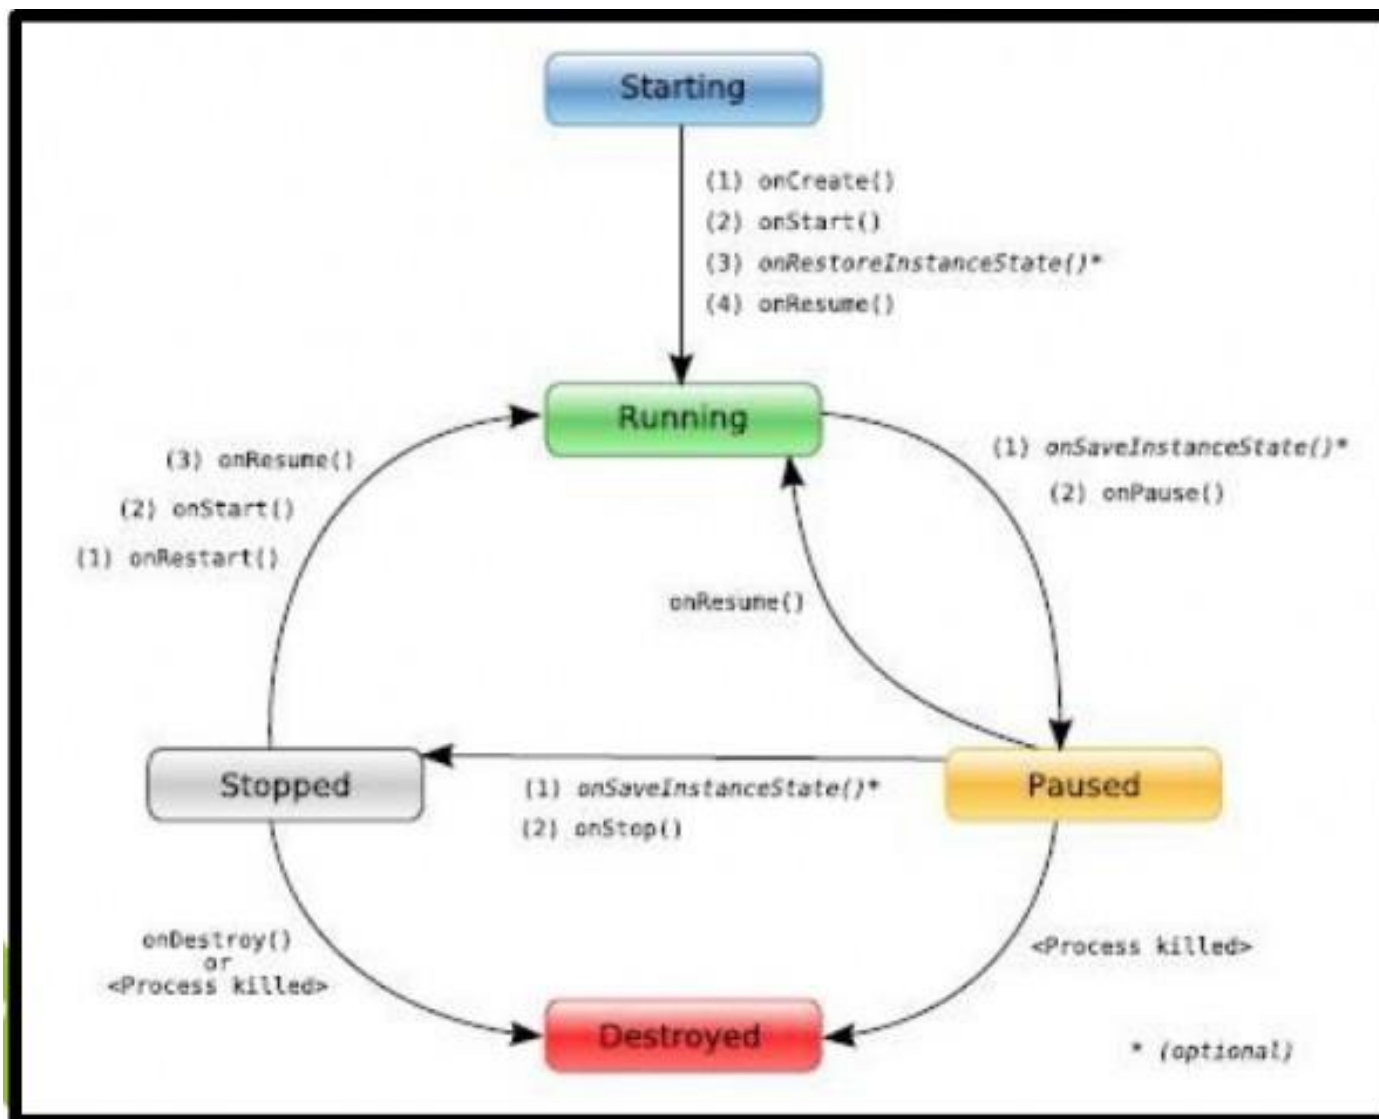 Starting
(1) onCreate()
(2) onStart()
(3) onRestoreInstanceState()*
(4) onResume()
Running
(3) onResume()
(2) onStart()
(1) onRestart()
(1) onSaveInstanceState()*
(2) onPause()
onResume()
Stopped
(1) onSaveInstanceState()*
(2) onStop()
Paused
onDestroy()
or
<Process killed>
<Process killed>
Destroyed
* (optional)